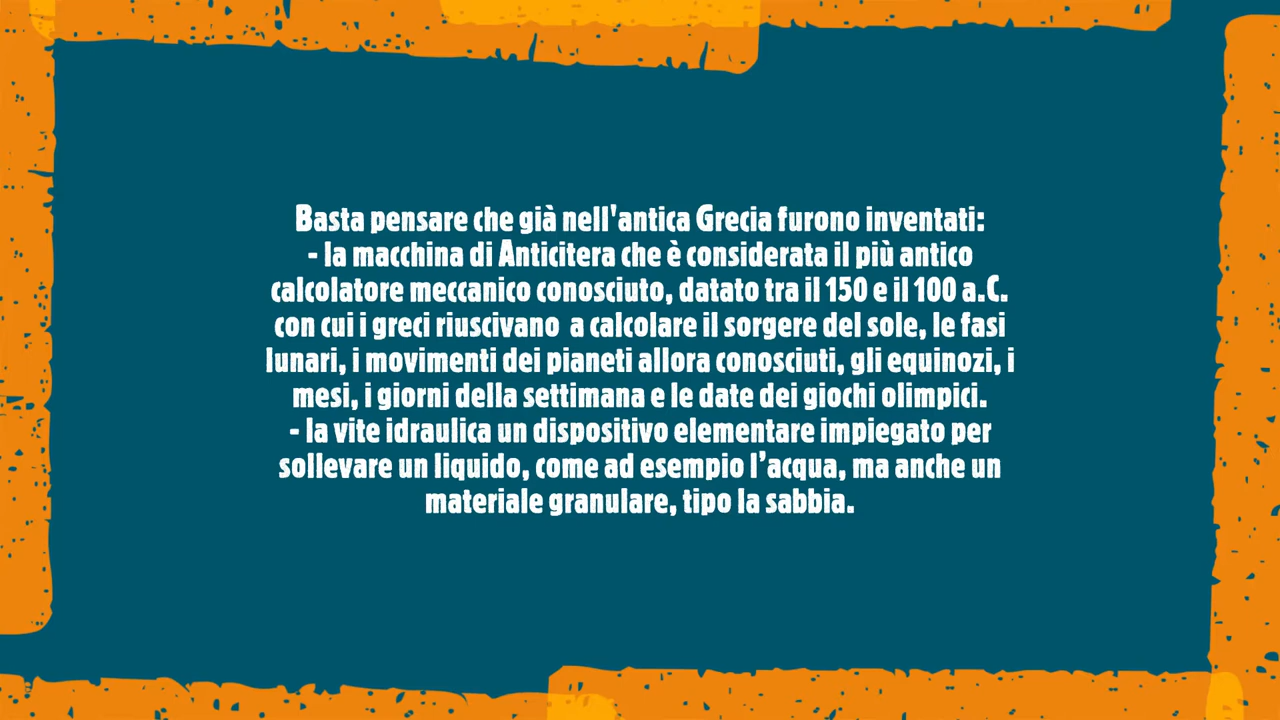 Basta pensare che già nell'antica Grecia furono inventati:
- la macchina di Anticitera che è considerata il più antico
calcolatore meccanico conosciuto, datato tra il 150 e il 100 a.C.
con cui i greci riuscivano  a calcolare il sorgere del sole, le fasi
lunari, i movimenti dei pianeti allora conosciuti, gli equinozi, i
mesi, i giorni della settimana e le date dei giochi olimpici.
- la vite idraulica un dispositivo elementare impiegato per
sollevare un liquido, come ad esempio l’acqua, ma anche un
materiale granulare, tipo la sabbia.